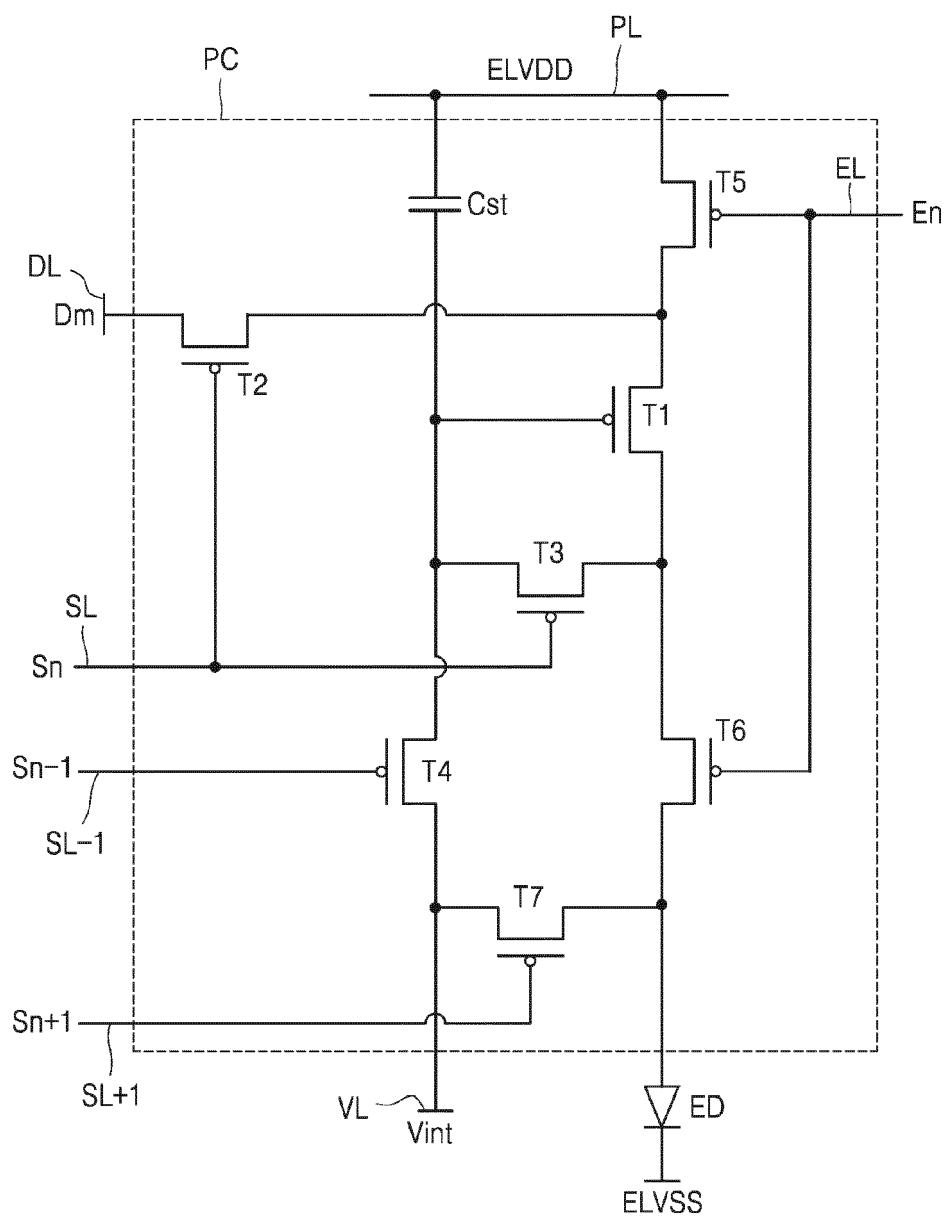 PL
PC
ELVDD
T5
EL
En
Cst
DL
Dm
T2
T1
T3
SL
Sn
T6
Sn-1
T4
SL-1
T7
Sn+1
SL+1
VL
Vint
ED
ELVSS